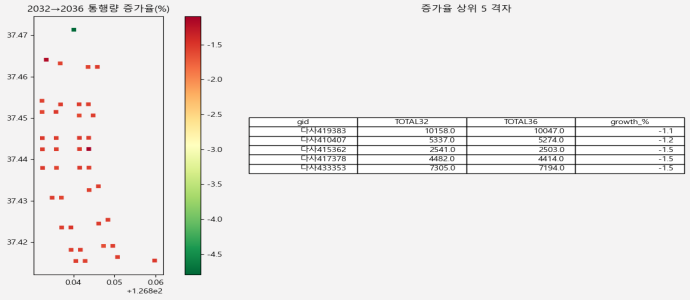 2032→2036 통행량 증가율(%)
증가율 상위 5 격자
37.47
37.46
37.45
37.44
37.43
37.42
0.04 0.05 0.06
+1.268e2
-1.5
-2.0
-2.5
-3.0
-3.5
-4.0
-4.5
gid TOTAL32 TOTAL36 growth_%
다사419383 10158.0 10047.0 -1.1
다사410407 5337.0 5274.0 -1.2
다사415362 2541.0 2503.0 -1.5
다사417378 4482.0 4414.0 -1.5
다사433353 7305.0 7194.0 -1.5